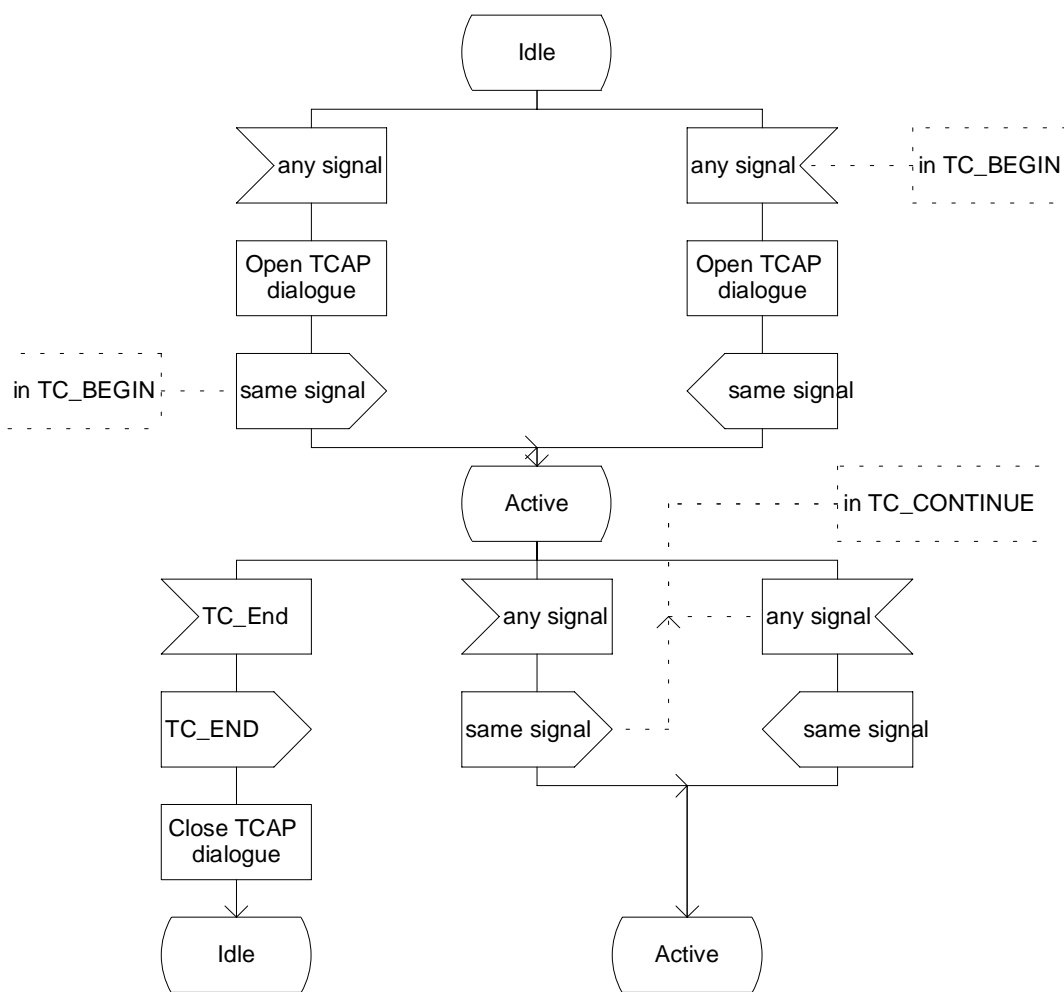 Idle
any signal
any signal
in TC_BEGIN
Open TCAP
dialogue
Open TCAP
dialogue
in TC_BEGIN
same signal
same signal
Active
in TC_CONTINUE
TC_End
any signal
any signal
TC_END
same signal
same signal
Close TCAP
dialogue
Idle
Active